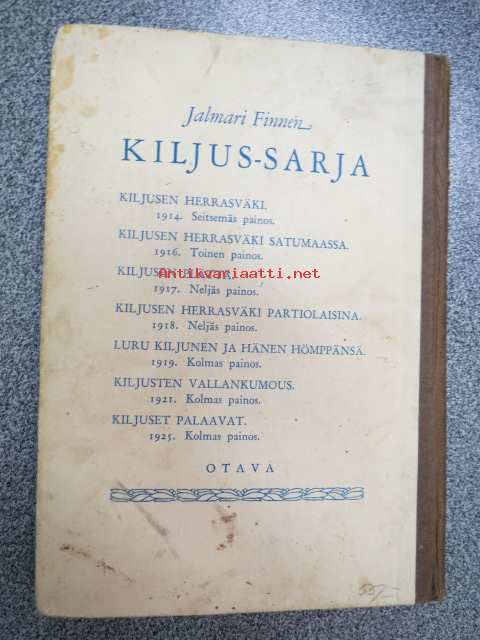 Jalmari Finnen
KILJUS-SARJA
KILJUSEN HERRASVÄKI.
1914. Seitsemäs painos.
KILJUSEN HERRASVÄKI SATUMAASSA.
1916. Toinen painos.
Antikvariaatti.net
1917. Neljäs painos.
KILJUSEN HERRASVÄKI PARTIOLAISINA.
1918. Neljäs painos.
LURU KILJUNEN JA HÄNEN HÖMPPÄNSÄ.
1919. Kolmas painos.
KILJUSTEN VALLANKUMOUS.
1921. Kolmas painos.
KILJUSET PALAAVAT.
1925. Kolmas painos.
OTAVA